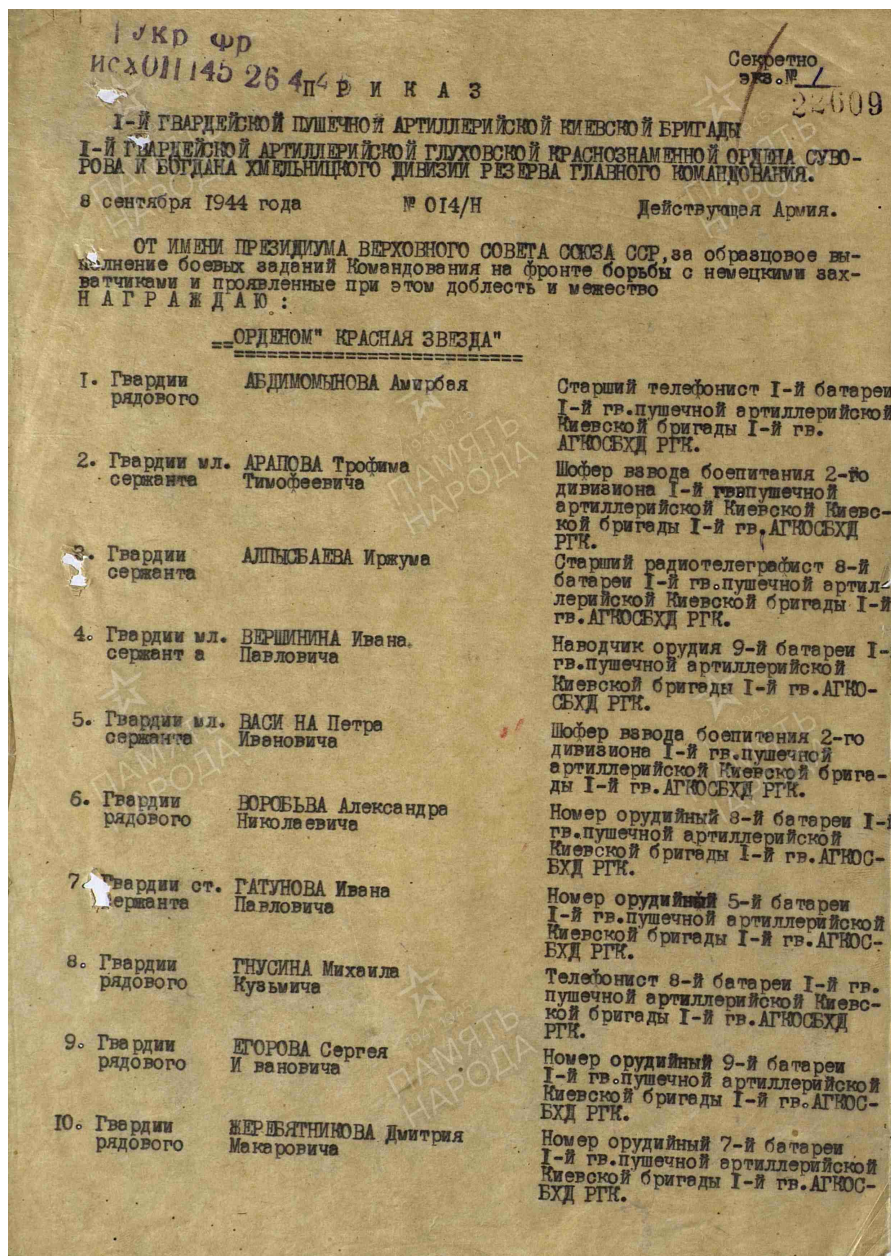 1 Укр фр
Секретно
экз.№ 1
22609
П Р И К А З
I-Й ГВАРДЕЙСКОЙ ПУШЕЧНОЙ АРТИЛЛЕРИЙСКОЙ КИЕВСКОЙ БРИГАДЫ
I-Й ГВАРДЕЙСКОЙ АРТИЛЛЕРИЙСКОЙ ГЛУХОВСКОЙ КРАСНОЗНАМЕННОЙ ОРДЕНА СУВО-
РОВА И БОГДАНА ХМЕЛЬНИЦКОГО ДИВИЗИИ РЕЗЕРВА ГЛАВНОГО КОМАНДОВАНИЯ.
8 сентября 1944 года № 014/Н Действующая Армия.
ОТ ИМЕНИ ПРЕЗИДИУМА ВЕРХОВНОГО СОВЕТА СОЮЗА ССР, за образцовое вы-
полнение боевых заданий Командования на фронте борьбы с немецкими зах-
ватчиками и проявленные при этом доблесть и межество
Н А Г Р А Ж Д А Ю :
"ОРДЕНОМ" КРАСНАЯ ЗВЕЗДА"
1. Гвардии рядового АБДИМОМЫНОВА Амирбая
Старший телефонист I-й батареи
I-й гв.пушечной артиллерийской
Киевской бригады I-й гв.
АГКОСБХД РГК.
2. Гвардии мл. сержанта АРАПОВА Трофима Тимофеевича
Шофер взвода боепитания 2-го
дивизиона I-й гввпушечной
артиллерийской Киевской Киевс-
кой бригады I-й гв.АГКОСБХД
РГК.
3. Гвардии сержанта АЛПЫСБАЕВА Иржума
Старший радиотелеграфист 8-й
батареи I-й гв.пушечной артил-
лерийской Киевской бригады I-й
гв.АГКОСБХД РГК.
4. Гвардии мл. сержант а ВЕРШИНИНА Ивана Павловича
Наводчик орудия 9-й батареи I-
гв.пушечной артиллерийской
Киевской бригады I-й гв.АГКО-
СБХД РГК.
5. Гвардии мл. сержанта ВАСИ НА Петра Ивановича
Шофер взвода боепитания 2-го
дивизиона I-й гв.пушечной
артиллерийской Киевской брига-
ды I-й гв.АГКОСБХД РГК.
6. Гвардии рядового ВОРОБЬВА Александра Николаевича
Номер орудийный 8-й батареи I-й
гв.пушечной артиллерийской
Киевской бригады I-й гв.АГКОС-
БХД РГК.
7. Гвардии ст. сержанта ГАТУНОВА Ивана Павловича
Номер орудийный 5-й батареи
I-й гв.пушечной артиллерийской
Киевской бригады I-й гв.АГКОС-
БХД РГК.
8. Гвардии рядового ГНУСИНА Михаила Кузьмича
Телефонист 8-й батареи I-й гв.
пушечной артиллерийской Киевс-
кой бригады I-й гв.АГКОСБХД
РГК.
9. Гвардии рядового ЕГОРОВА Сергея И вановича
Номер орудийный 9-й батареи
I-й гв.пушечной артиллерийской
Киевской бригады I-й гв.АГКОС-
БХД РГК.
10. Гвардии рядового ЖЕРЕБЯТНИКОВА Дмитрия Макаровича
Номер орудийный 7-й батареи
I-й гв.пушечной артиллерийской
Киевской бригады I-й гв.АГКОС-
БХД РГК.
ПАМЯТЬ
НАРОДА